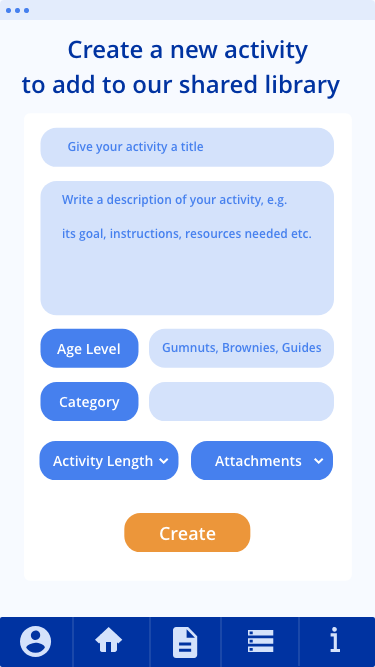 Create a new activity
to add to our shared library
Give your activity a title
Write a description of your activity, e.g.
its goal, instructions, resources needed etc.
Age Level
Gumnuts, Brownies, Guides
Category
Activity Length
Attachments
Create